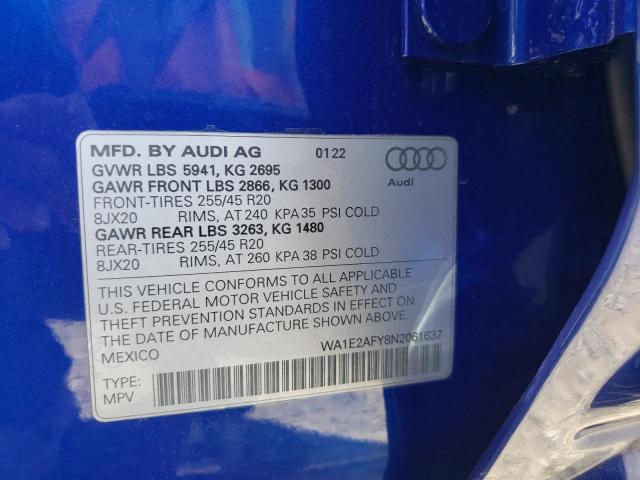 MFD. BY AUDI AG 01 22
GVWR LBS 5941, KG 2695
GAWR FRONT LBS 2866, KG 1300
FRONT-TIRES 255/45 R20
8JX20 RIMS, AT 240 KPA 35 PSI COLD
GAWR REAR LBS 3263, KG 1480
REAR-TIRES 255/45 R20
8JX20 RIMS, AT 260 KPA 38 PSI COLD
Audi
THIS VEHICLE CONFORMS TO ALL APPLICABLE
U.S. FEDERAL MOTOR VEHICLE SAFETY AND
THEFT PREVENTION STANDARDS IN EFFECT ON
THE DATE OF MANUFACTURE SHOWN ABOVE.
MEXICO
WA1E2AFY8N2061637
TYPE:
MPV